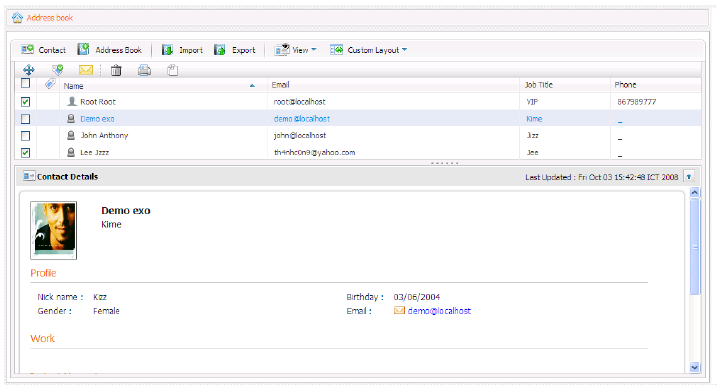 Address book
Contact Address Book Import Export View Custom Layout
Name Email Job Title Phone
Root Root root@localhost VIP 867989777
Demo exo demo@localhost Kime _
John Anthony john@localhost Jizz _
Lee Jzzz th4nhc0n9@yahoo.com Jee _
Contact Details Last Updated : Fri Oct 03 15:42:48 ICT 2008
Demo exo
Kime
Profile
Nick name : Kizz Birthday : 03/06/2004
Gender : Female Email : demo@localhost
Work